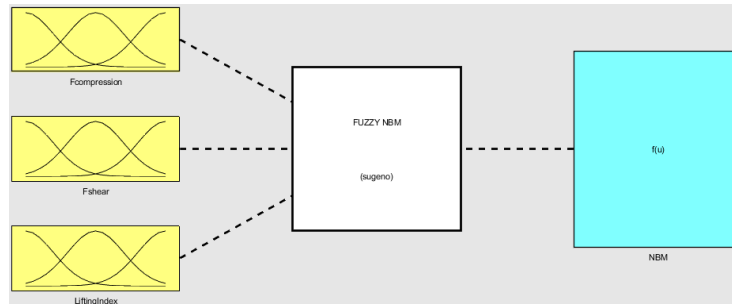 Fcompression
Fshear
LiftingIndex
FUZZY NBM
(sugeno)
f(u)
NBM